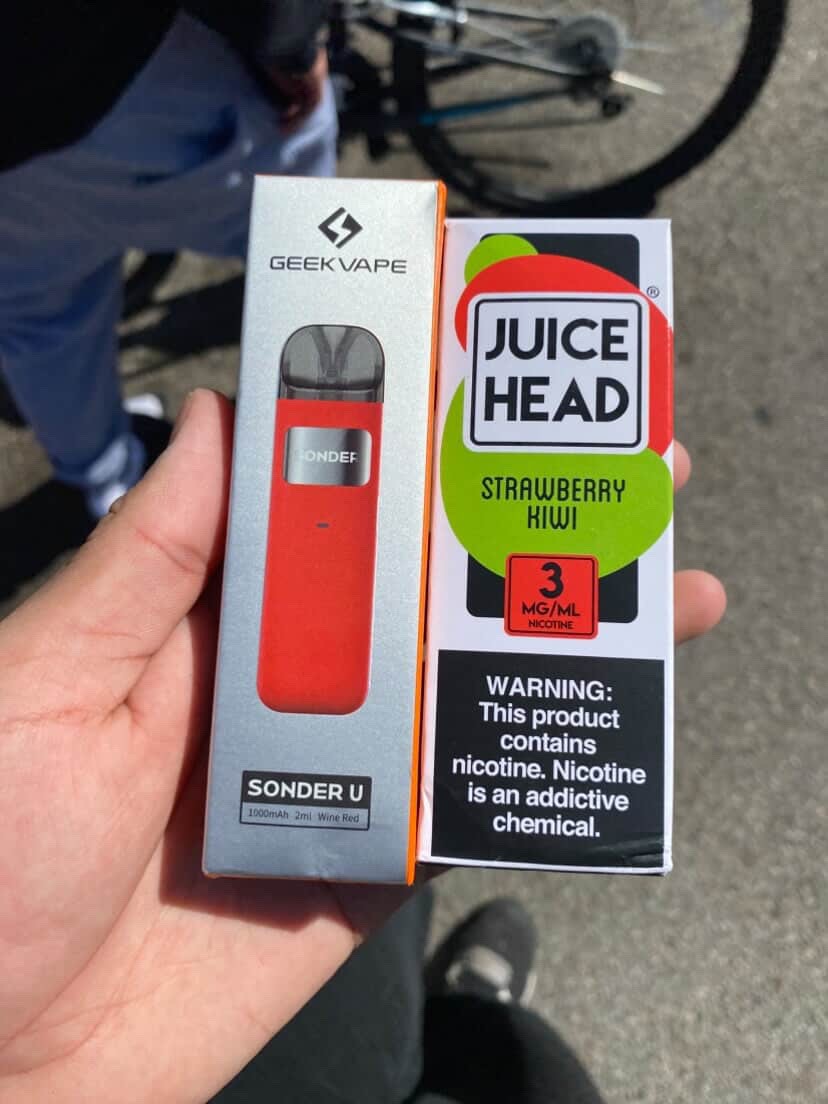 GEEKVAPE
SONDER
SONDER U
1000mAh 2ml Wine Red
JUICE
HEAD
®
STRAWBERRY
KIWI
3
MG/ML
NICOTINE
WARNING:
This product
contains
nicotine. Nicotine
is an addictive
chemical.